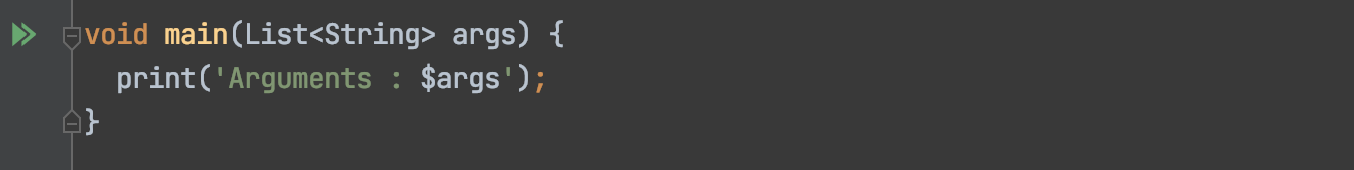 void main(List<String> args) {
  print('Arguments : $args');
}